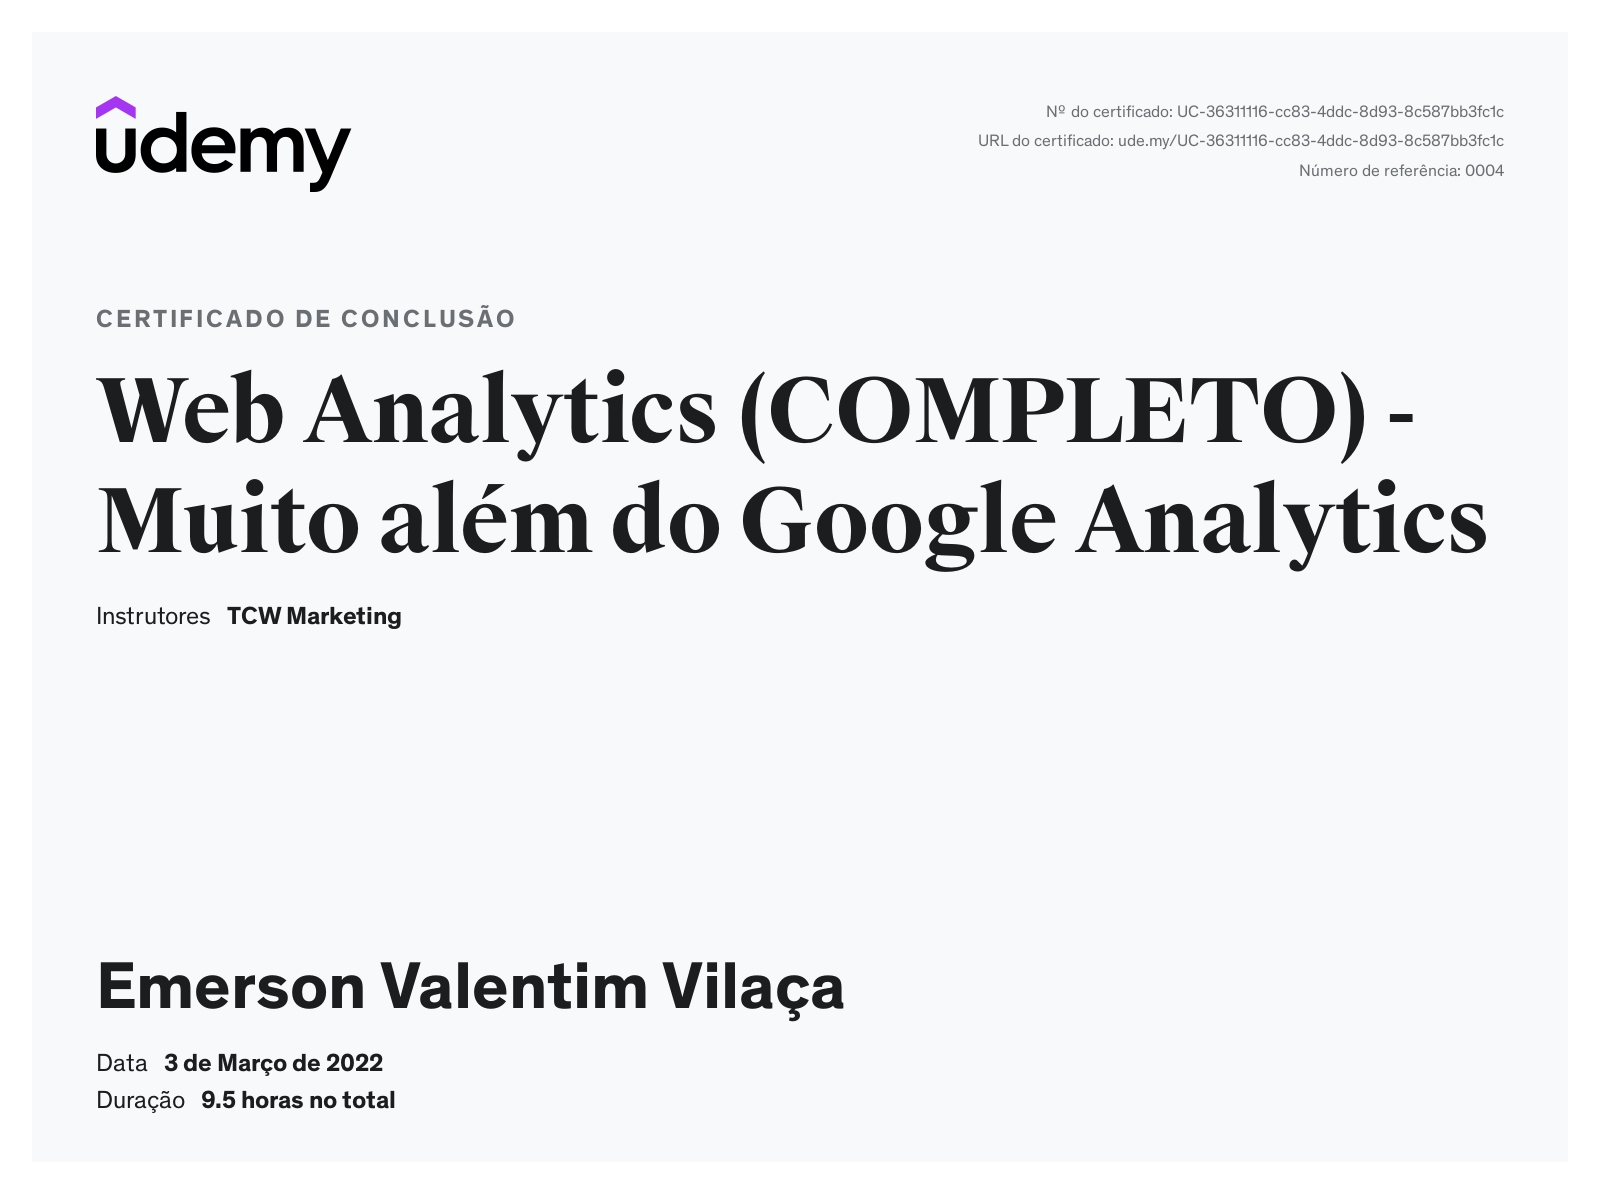 udemy
Nº do certificado: UC-36311116-cc83-4ddc-8d93-8c587bb3fc1c
URL do certificado: ude.my/UC-36311116-cc83-4ddc-8d93-8c587bb3fc1c
Número de referência: 0004
CERTIFICADO DE CONCLUSÃO
Web Analytics (COMPLETO) -
Muito além do Google Analytics
Instrutores TCW Marketing
Emerson Valentim Vilaça
Data 3 de Março de 2022
Duração 9.5 horas no total